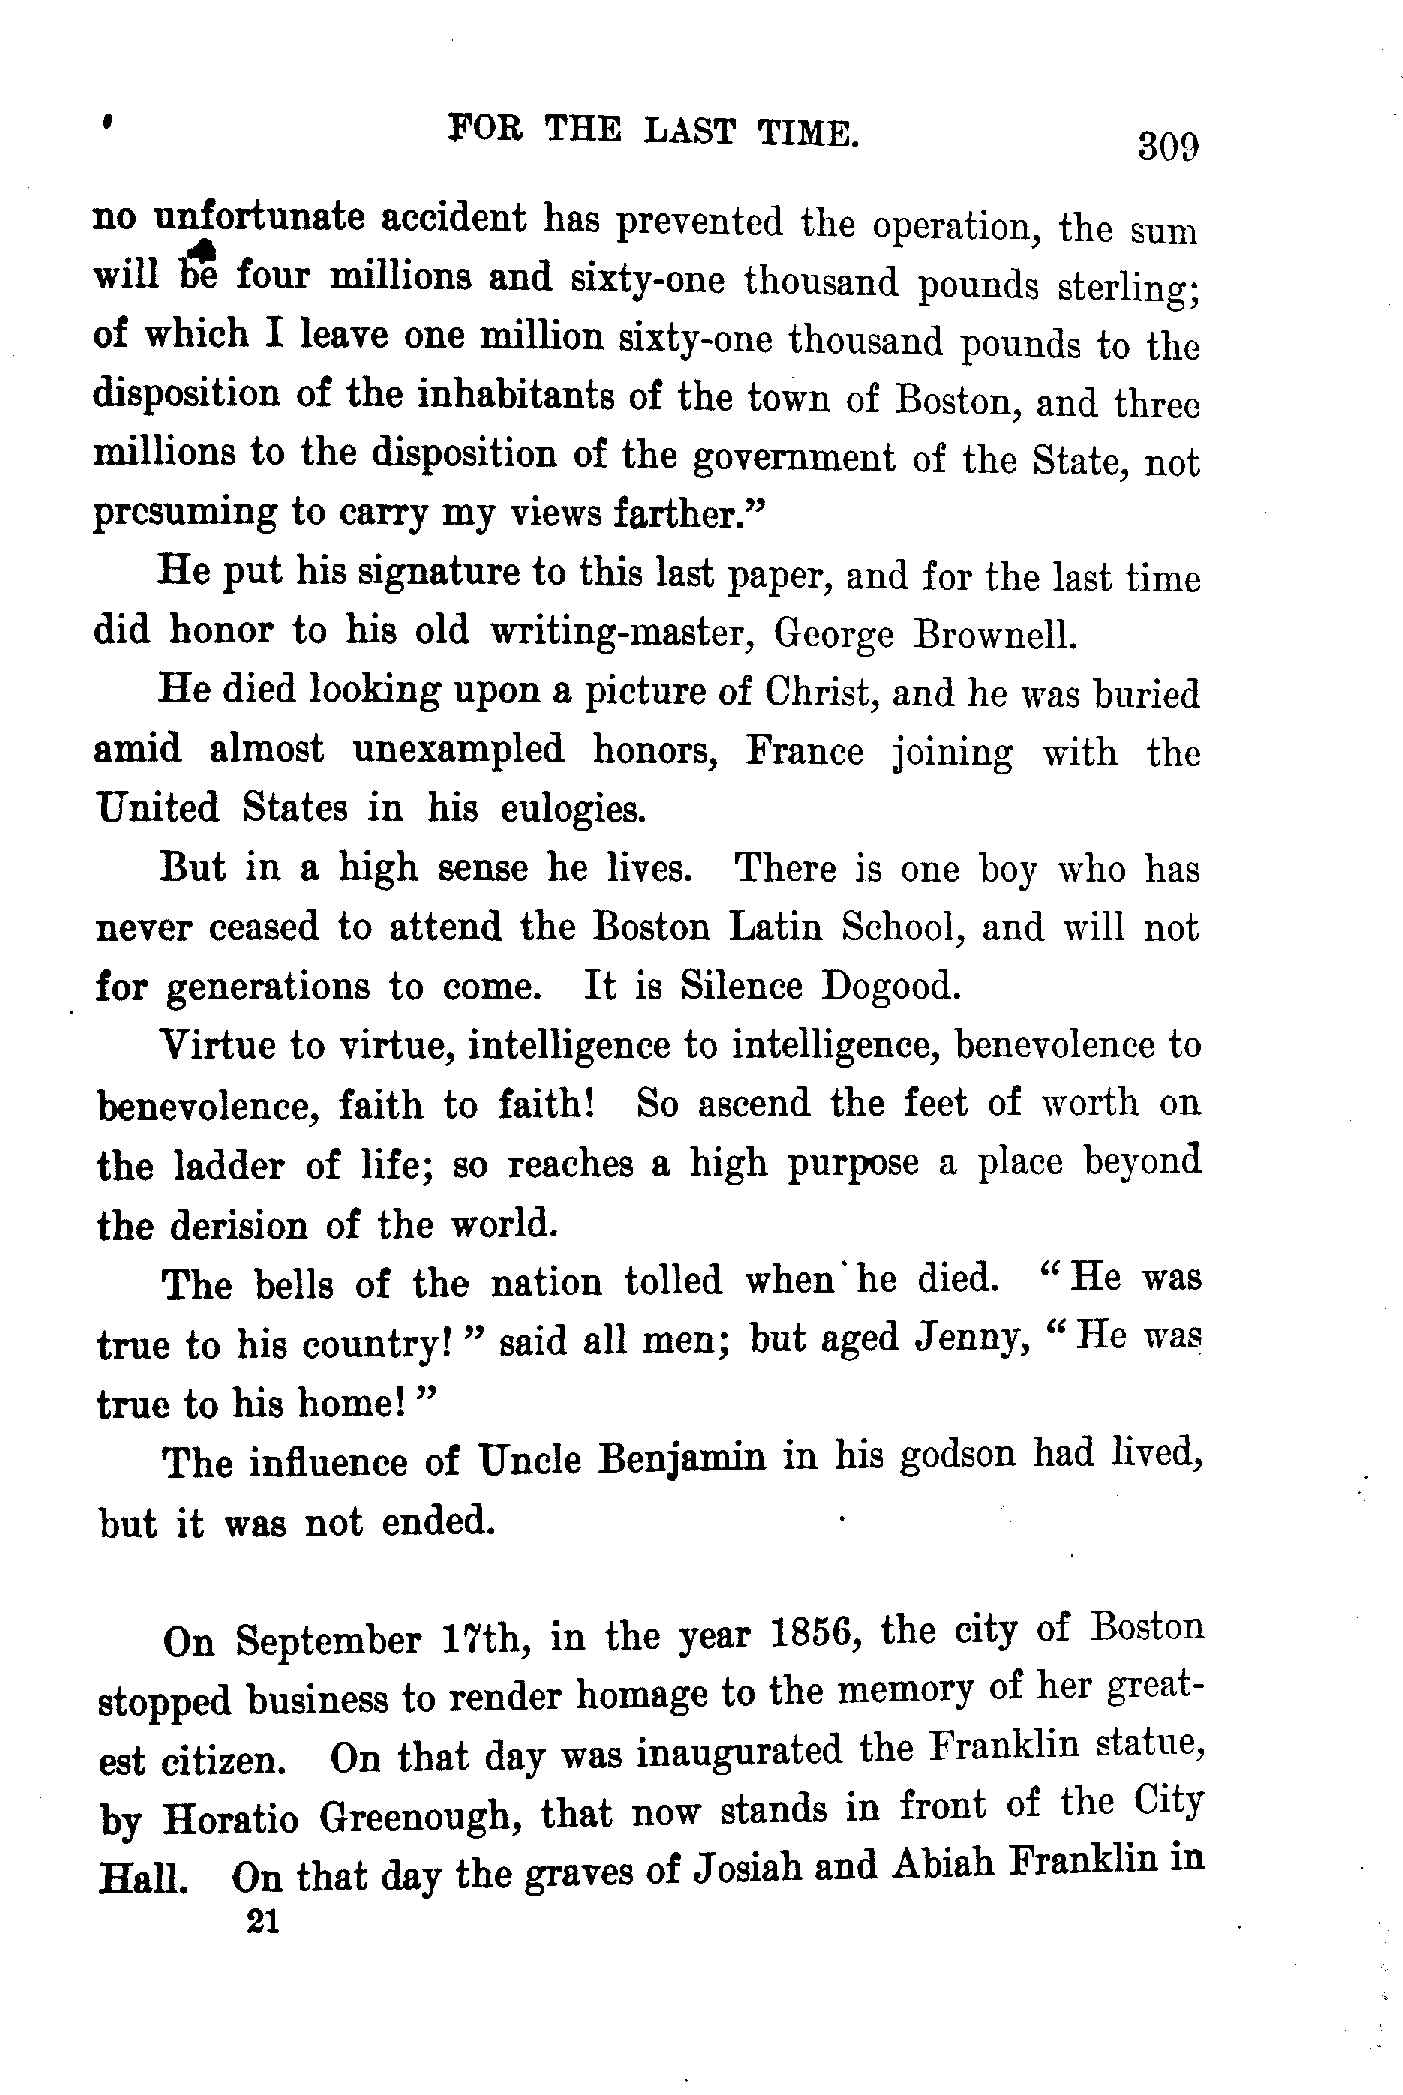 FOR THE LAST TIME.
309
no unfortunate accident has prevented the operation, the sum
will be four millions and sixty-one thousand pounds sterling;
of which I leave one million sixty-one thousand pounds to the
disposition of the inhabitants of the town of Boston, and three
millions to the disposition of the government of the State, not
presuming to carry my views farther."
He put his signature to this last paper, and for the last time
did honor to his old writing-master, George Brownell.
He died looking upon a picture of Christ, and he was buried
amid almost unexampled honors, France joining with the
United States in his eulogies.
But in a high sense he lives. There is one boy who has
never ceased to attend the Boston Latin School, and will not
for generations to come. It is Silence Dogood.
Virtue to virtue, intelligence to intelligence, benevolence to
benevolence, faith to faith! So ascend the feet of worth on
the ladder of life; so reaches a high purpose a place beyond
the derision of the world.
The bells of the nation tolled when he died. "He was
true to his country!" said all men; but aged Jenny, "He was
true to his home!"
The influence of Uncle Benjamin in his godson had lived,
but it was not ended.
On September 17th, in the year 1856, the city of Boston
stopped business to render homage to the memory of her great-
est citizen. On that day was inaugurated the Franklin statue,
by Horatio Greenough, that now stands in front of the City
Hall. On that day the graves of Josiah and Abiah Franklin in
21